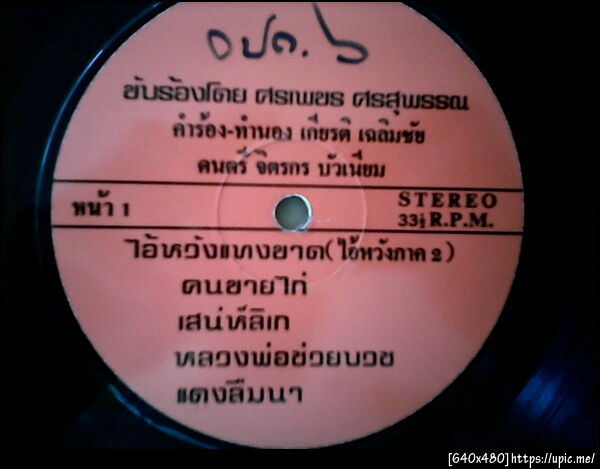 อปก. ๖
ขับร้องโดย ศรเพชร ศรสุพรรณ
คำร้อง-ทำนอง เกียรติ เฉลิมชัย
ดนตรี จิตรกร บัวเนียม
หน้า 1
STEREO
33⅓ R.P.M.
ไอ้หวังแทงขาด (ไอ้หวังภาค 2)
คนขายไก่
เสน่ห์ลิเก
หลวงพ่อช่วยบวช
แตงลืมนา
[640x480]https://upic.me/